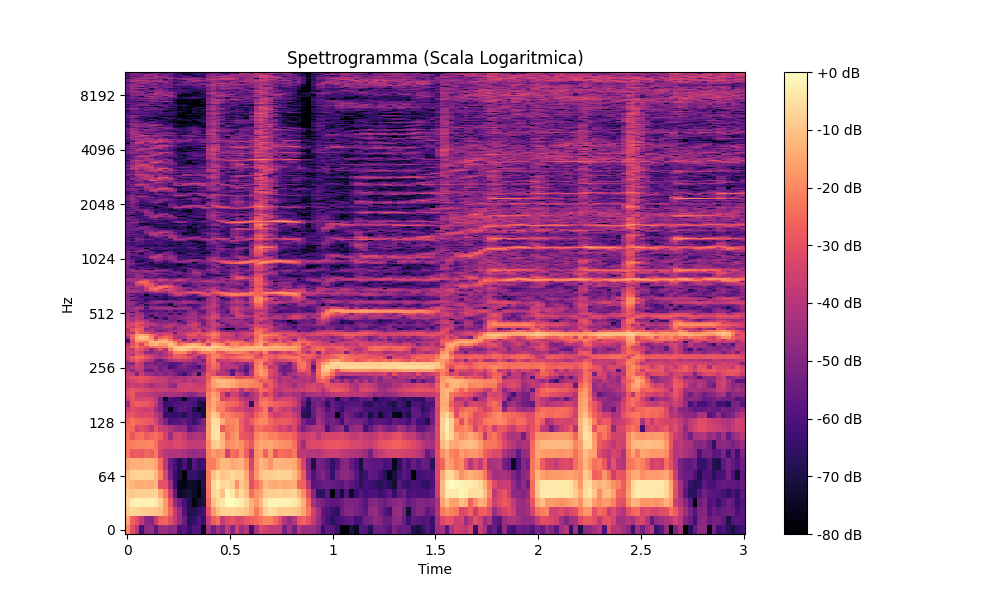 Spettrogramma (Scala Logaritmica)
Hz
8192
4096
2048
1024
512
256
128
64
0
0
0.5
1
1.5
2
2.5
3
Time
+0 dB
-10 dB
-20 dB
-30 dB
-40 dB
-50 dB
-60 dB
-70 dB
-80 dB